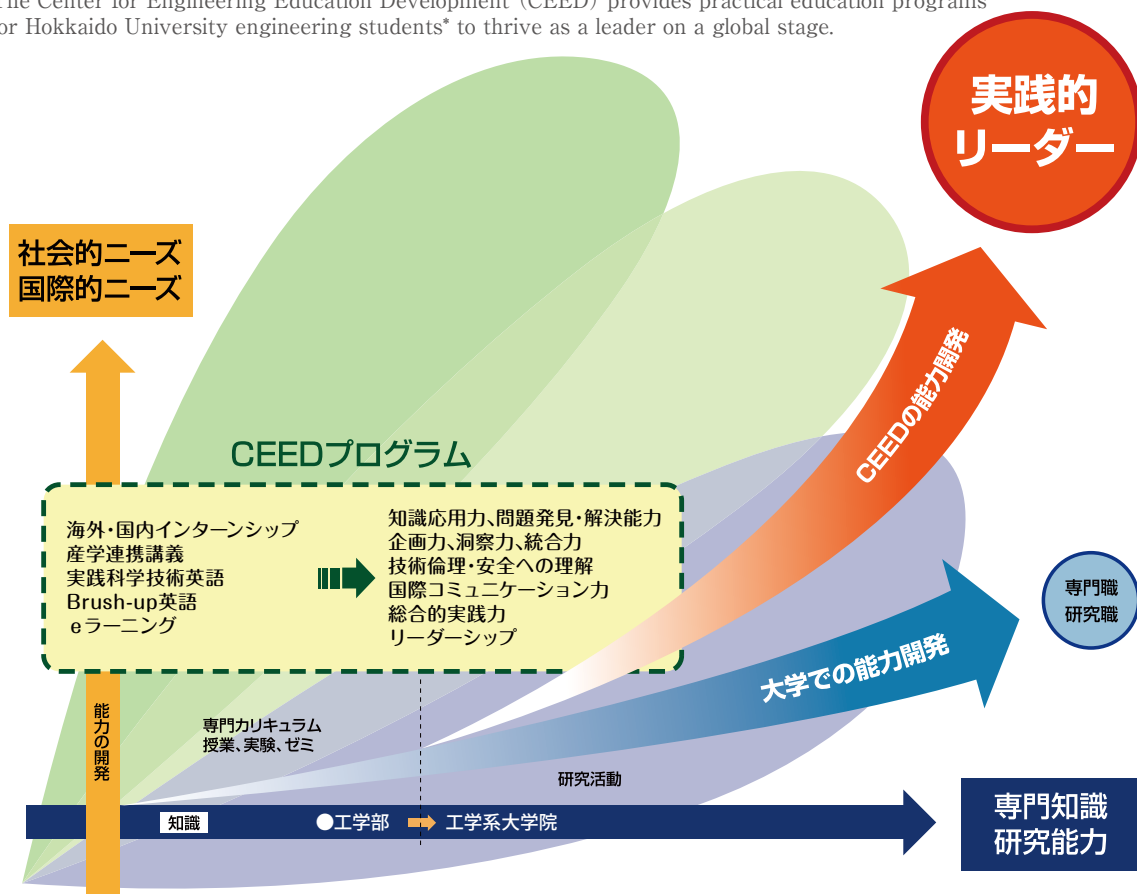 The Center for Engineering Education Development (CEED) provides practical education programs
for Hokkaido University engineering students* to thrive as a leader on a global stage.
実践的
リーダー
社会的ニーズ
国際的ニーズ
CEEDの能力開発
CEEDプログラム
海外・国内インターンシップ
産学連携講義
実践科学技術英語
Brush-up英語
eラーニング
知識応用力、問題発見・解決能力
企画力、洞察力、統合力
技術倫理・安全への理解
国際コミュニケーション力
総合的実践力
リーダーシップ
専門職
研究職
大学での能力開発
能力の開発
専門カリキュラム
授業、実験、ゼミ
研究活動
知識
●工学部
工学系大学院
専門知識
研究能力